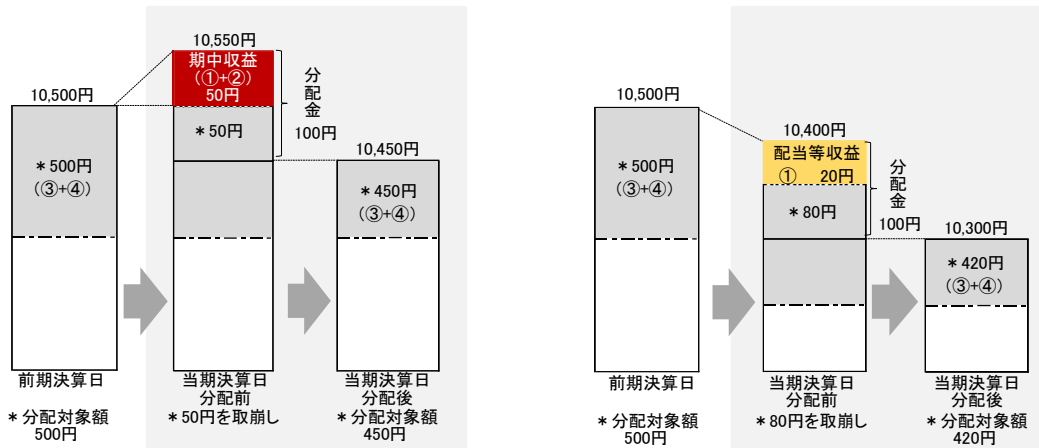 10,550円
期中収益
(①+②)
50円
分配金
10,500円
＊50円
100円
10,450円
＊500円
(③+④)
＊450円
(③+④)
前期決算日
当期決算日
分配前
当期決算日
分配後
＊分配対象額
500円
＊50円を取崩し
＊分配対象額
450円
10,500円
10,400円
配当等収益
① 20円
分配金
＊500円
(③+④)
＊80円
100円
10,300円
＊420円
(③+④)
前期決算日
当期決算日
分配前
当期決算日
分配後
＊分配対象額
500円
＊80円を取崩し
＊分配対象額
420円